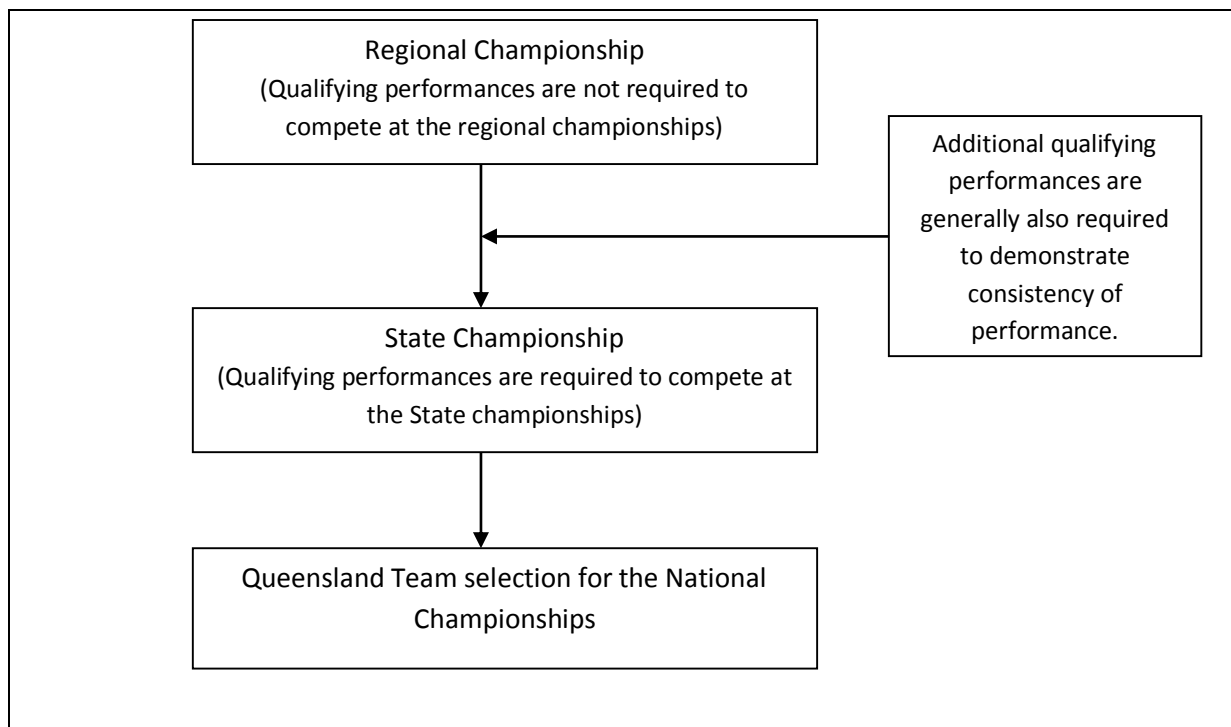 Regional Championship
(Qualifying performances are not required to
compete at the regional championships)
Additional qualifying
performances are
generally also required
to demonstrate
consistency of
performance.
State Championship
(Qualifying performances are required to compete at
the State championships)
Queensland Team selection for the National
Championships